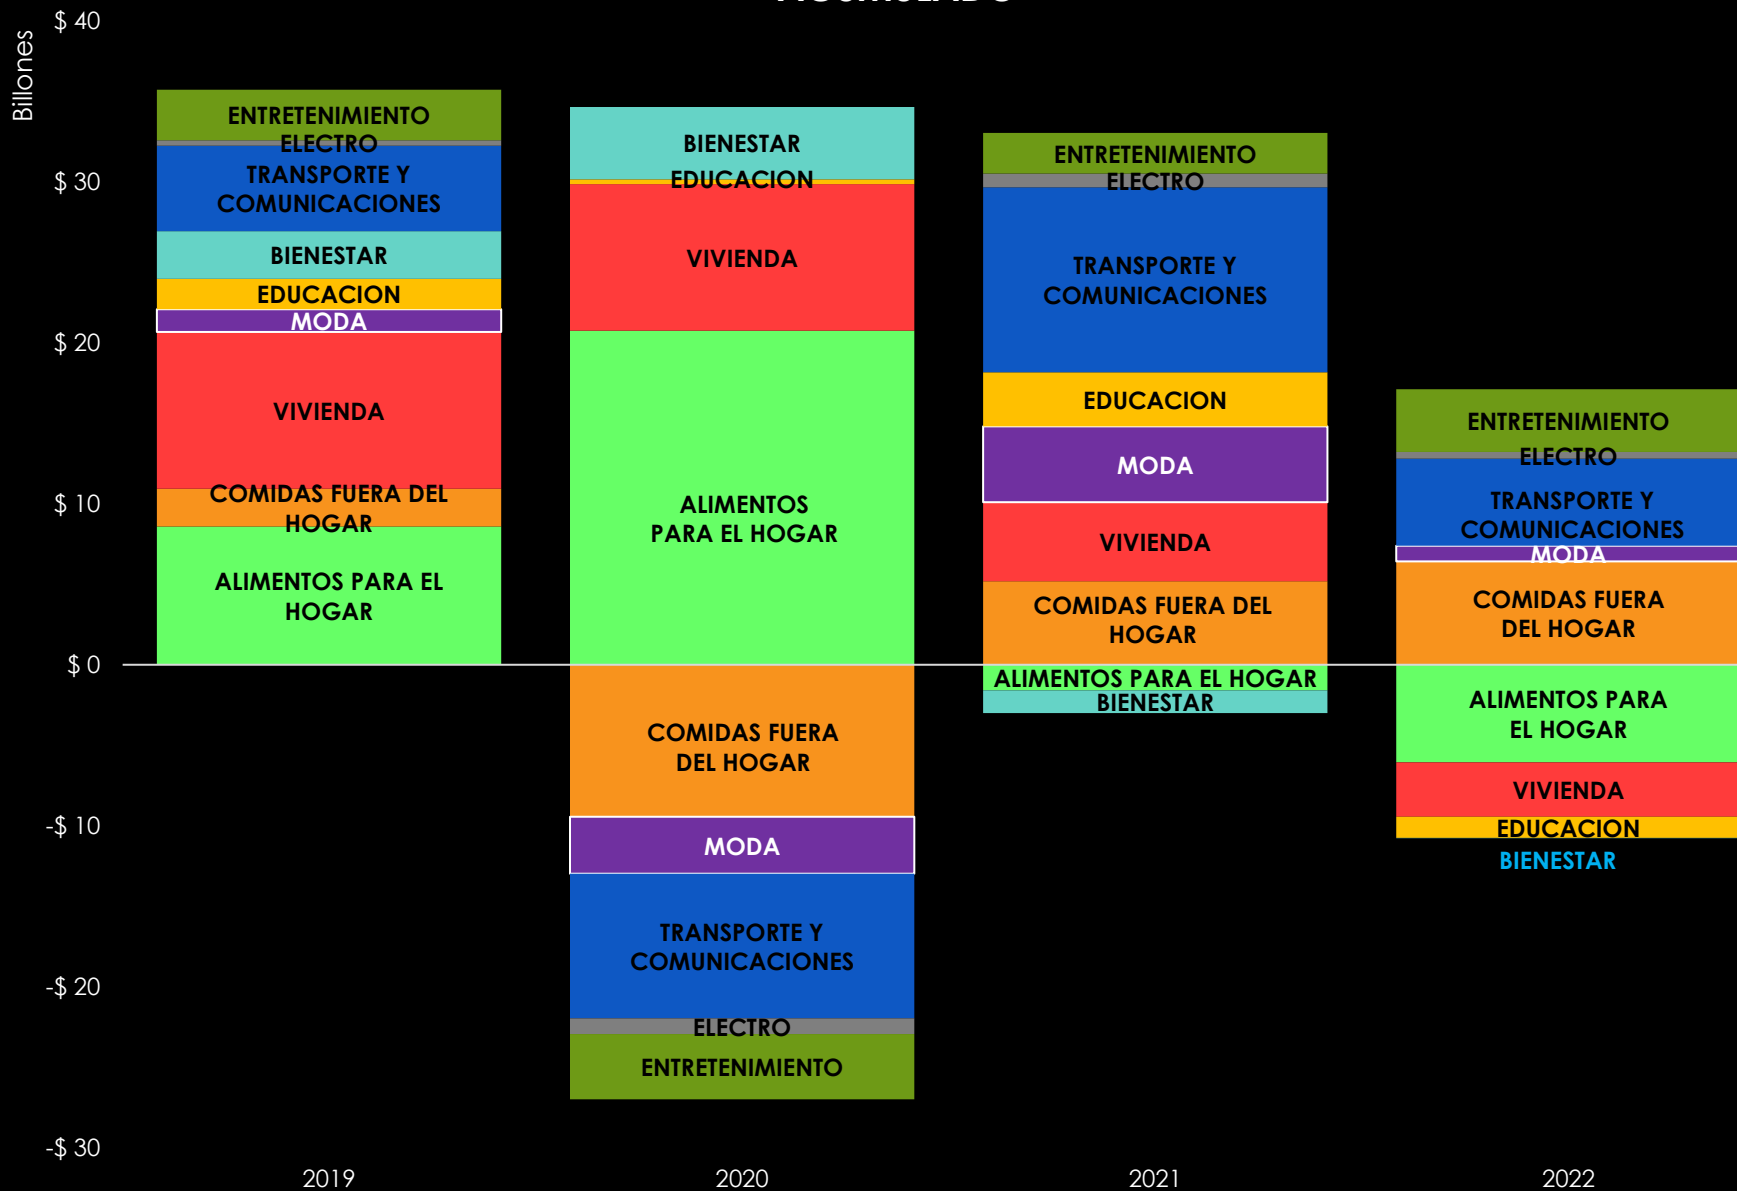 $ 40
Billones
$ 30
$ 20
$ 10
$ 0
-$ 10
-$ 20
-$ 30
ENTRETENIMIENTO
ELECTRO
TRANSPORTE Y
COMUNICACIONES
BIENESTAR
EDUCACION
MODA
VIVIENDA
COMIDAS FUERA DEL
HOGAR
ALIMENTOS PARA EL
HOGAR
2019
BIENESTAR
EDUCACION
VIVIENDA
ALIMENTOS
PARA EL HOGAR
COMIDAS FUERA
DEL HOGAR
MODA
TRANSPORTE Y
COMUNICACIONES
ELECTRO
ENTRETENIMIENTO
2020
ENTRETENIMIENTO
ELECTRO
TRANSPORTE Y
COMUNICACIONES
EDUCACION
MODA
VIVIENDA
COMIDAS FUERA DEL
HOGAR
ALIMENTOS PARA EL HOGAR
BIENESTAR
2021
ENTRETENIMIENTO
ELECTRO
TRANSPORTE Y
COMUNICACIONES
MODA
COMIDAS FUERA
DEL HOGAR
ALIMENTOS PARA
EL HOGAR
VIVIENDA
EDUCACION
BIENESTAR
2022